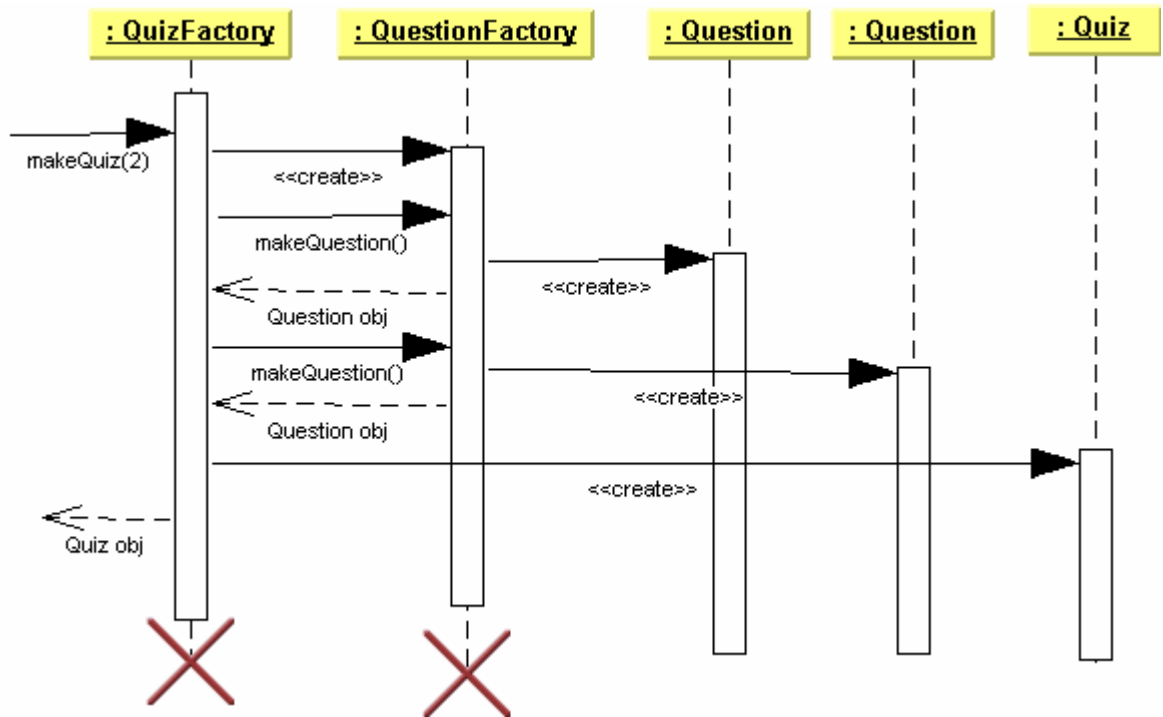 : QuizFactory
: QuestionFactory
: Question
: Question
: Quiz
makeQuiz(2)
<<create>>
makeQuestion()
<<create>>
Question obj
makeQuestion()
<<create>>
Question obj
<<create>>
Quiz obj